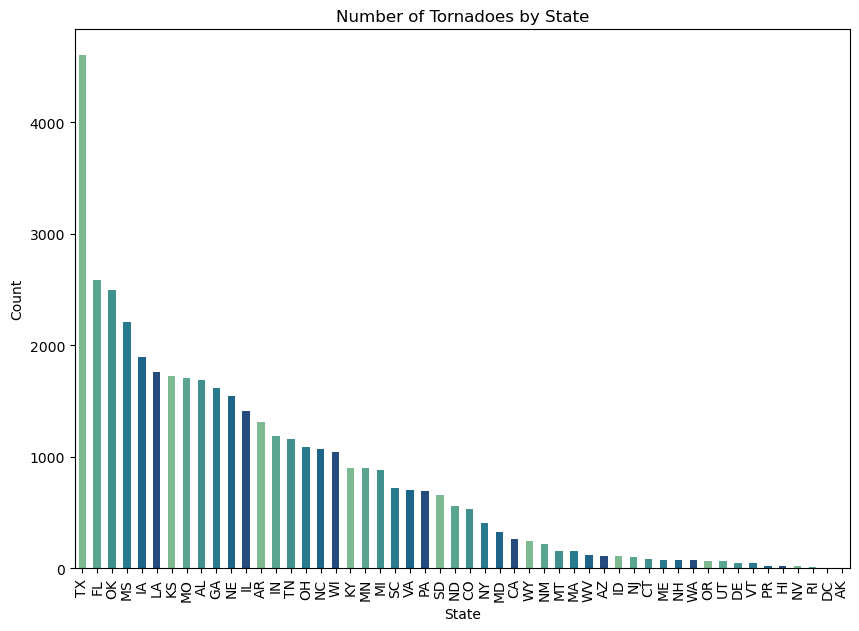 Number of Tornadoes by State
4000
3000
2000
1000
0
Count
TX FL OK MS IA LA KS MO AL GA NE IL AR IN TN OH NC WI KY MN MI SC VA PA SD ND CO NY MD CA WY NM MT MA WV AZ ID NJ CT ME NH WA OR UT DE VT PR HI NV RI DC AK
State